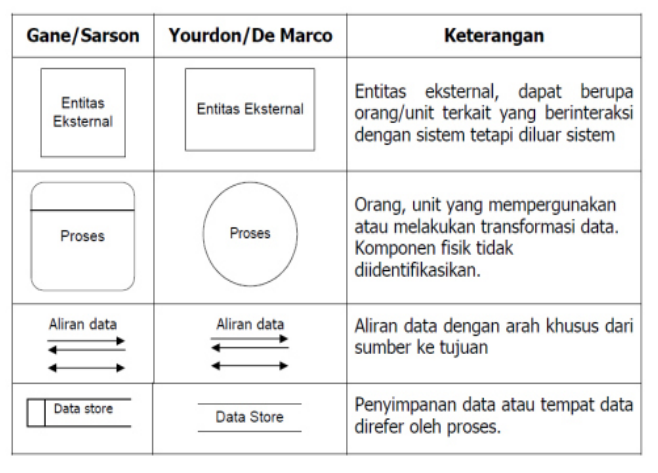 Gane/Sarson
Yourdon/De Marco
Keterangan
Entitas
Eksternal
Entitas Eksternal
Entitas eksternal, dapat berupa
orang/unit terkait yang berinteraksi
dengan sistem tetapi diluar sistem
Proses
Proses
Orang, unit yang mempergunakan
atau melakukan transformasi data.
Komponen fisik tidak
diidentifikasikan.
Aliran data
Aliran data
Aliran data dengan arah khusus dari
sumber ke tujuan
Data store
Data Store
Penyimpanan data atau tempat data
direfer oleh proses.